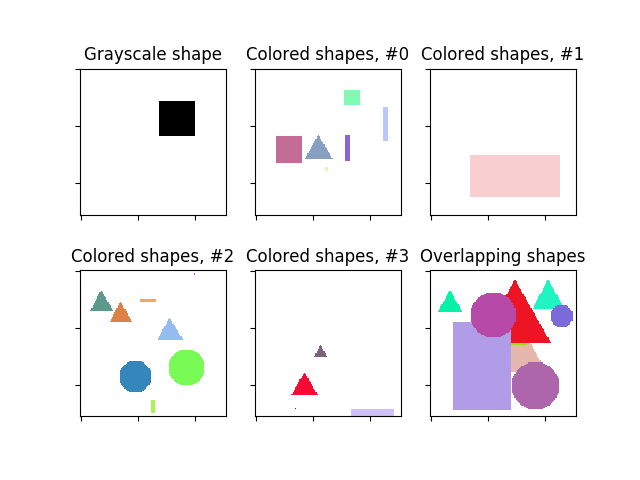 Grayscale shape
Colored shapes, #0
Colored shapes, #1
Colored shapes, #2
Colored shapes, #3
Overlapping shapes